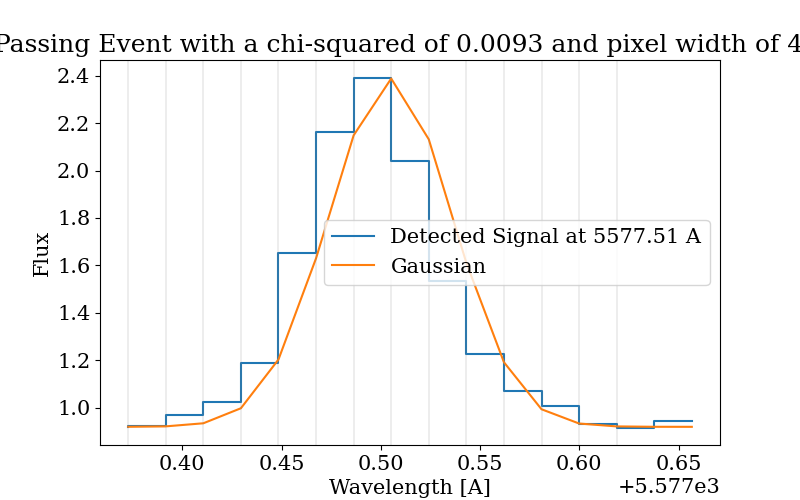 Passing Event with a chi-squared of 0.0093 and pixel width of 4
2.4
2.2
2.0
1.8
1.6
1.4
1.2
1.0
Flux
Detected Signal at 5577.51 A
Gaussian
0.40 0.45 0.50 0.55 0.60 0.65
Wavelength [A]
+5.577e3